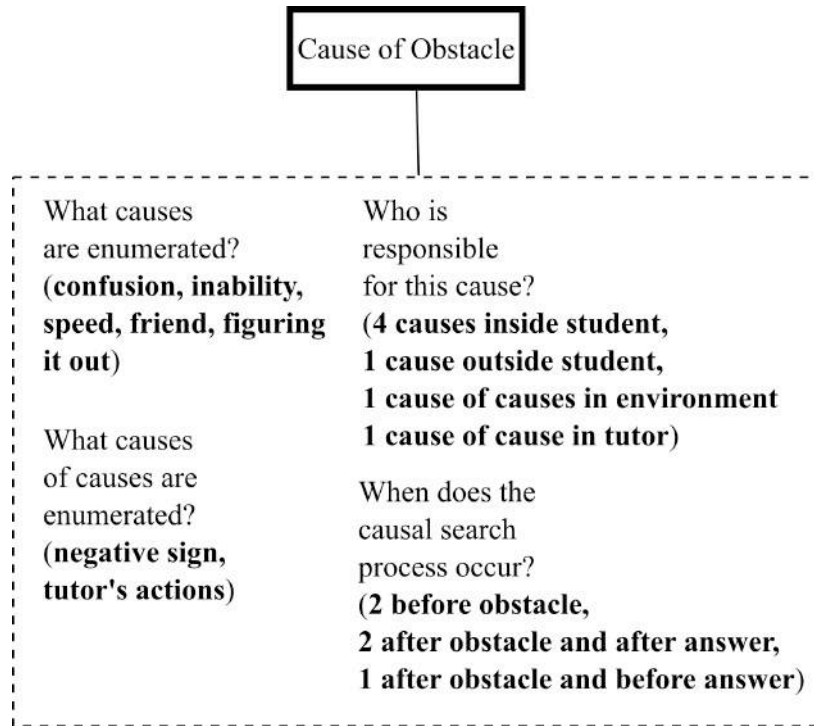 Cause of Obstacle
What causes
are enumerated?
(confusion, inability,
speed, friend, figuring
it out)
What causes
of causes are
enumerated?
(negative sign,
tutor's actions)
Who is
responsible
for this cause?
(4 causes inside student,
1 cause outside student,
1 cause of causes in environment
1 cause of cause in tutor)
When does the
causal search
process occur?
(2 before obstacle,
2 after obstacle and after answer,
1 after obstacle and before answer)